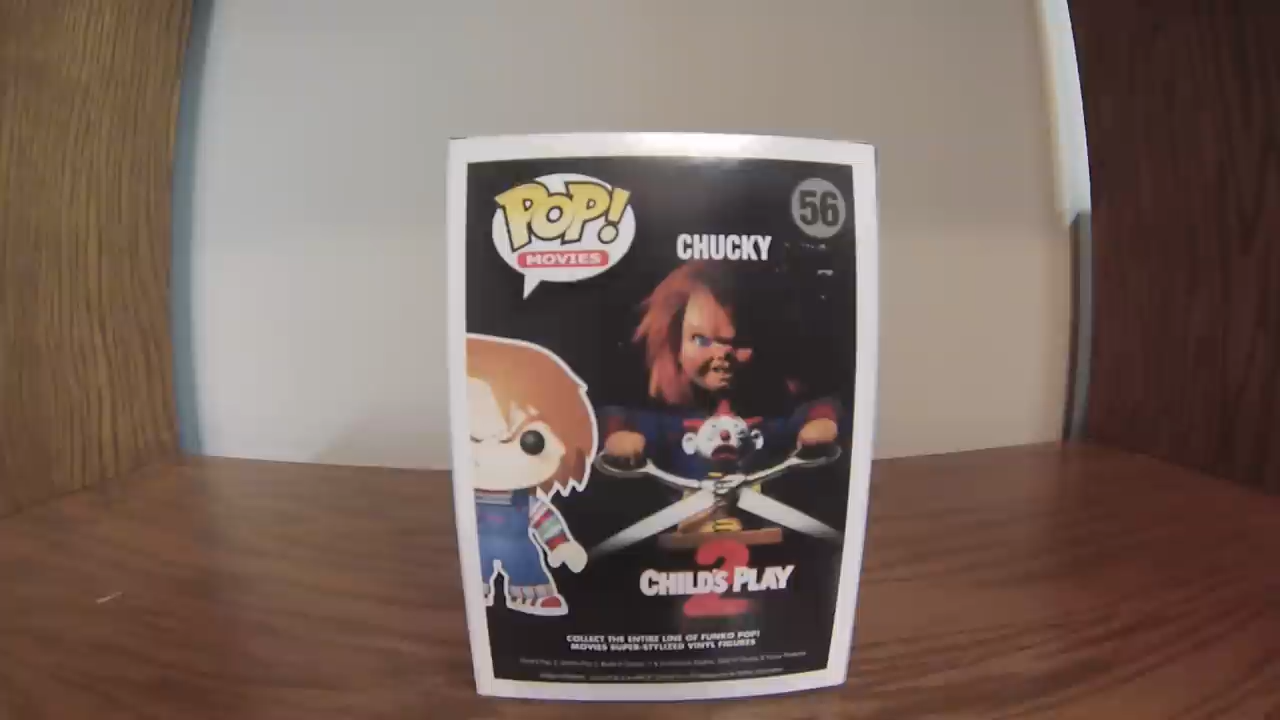 POP!
MOVIES
56
CHUCKY
2
CHILD'S PLAY
COLLECT THE ENTIRE LINE OF FUNKO POP!
MOVIES SUPER-STYLIZED VINYL FIGURES